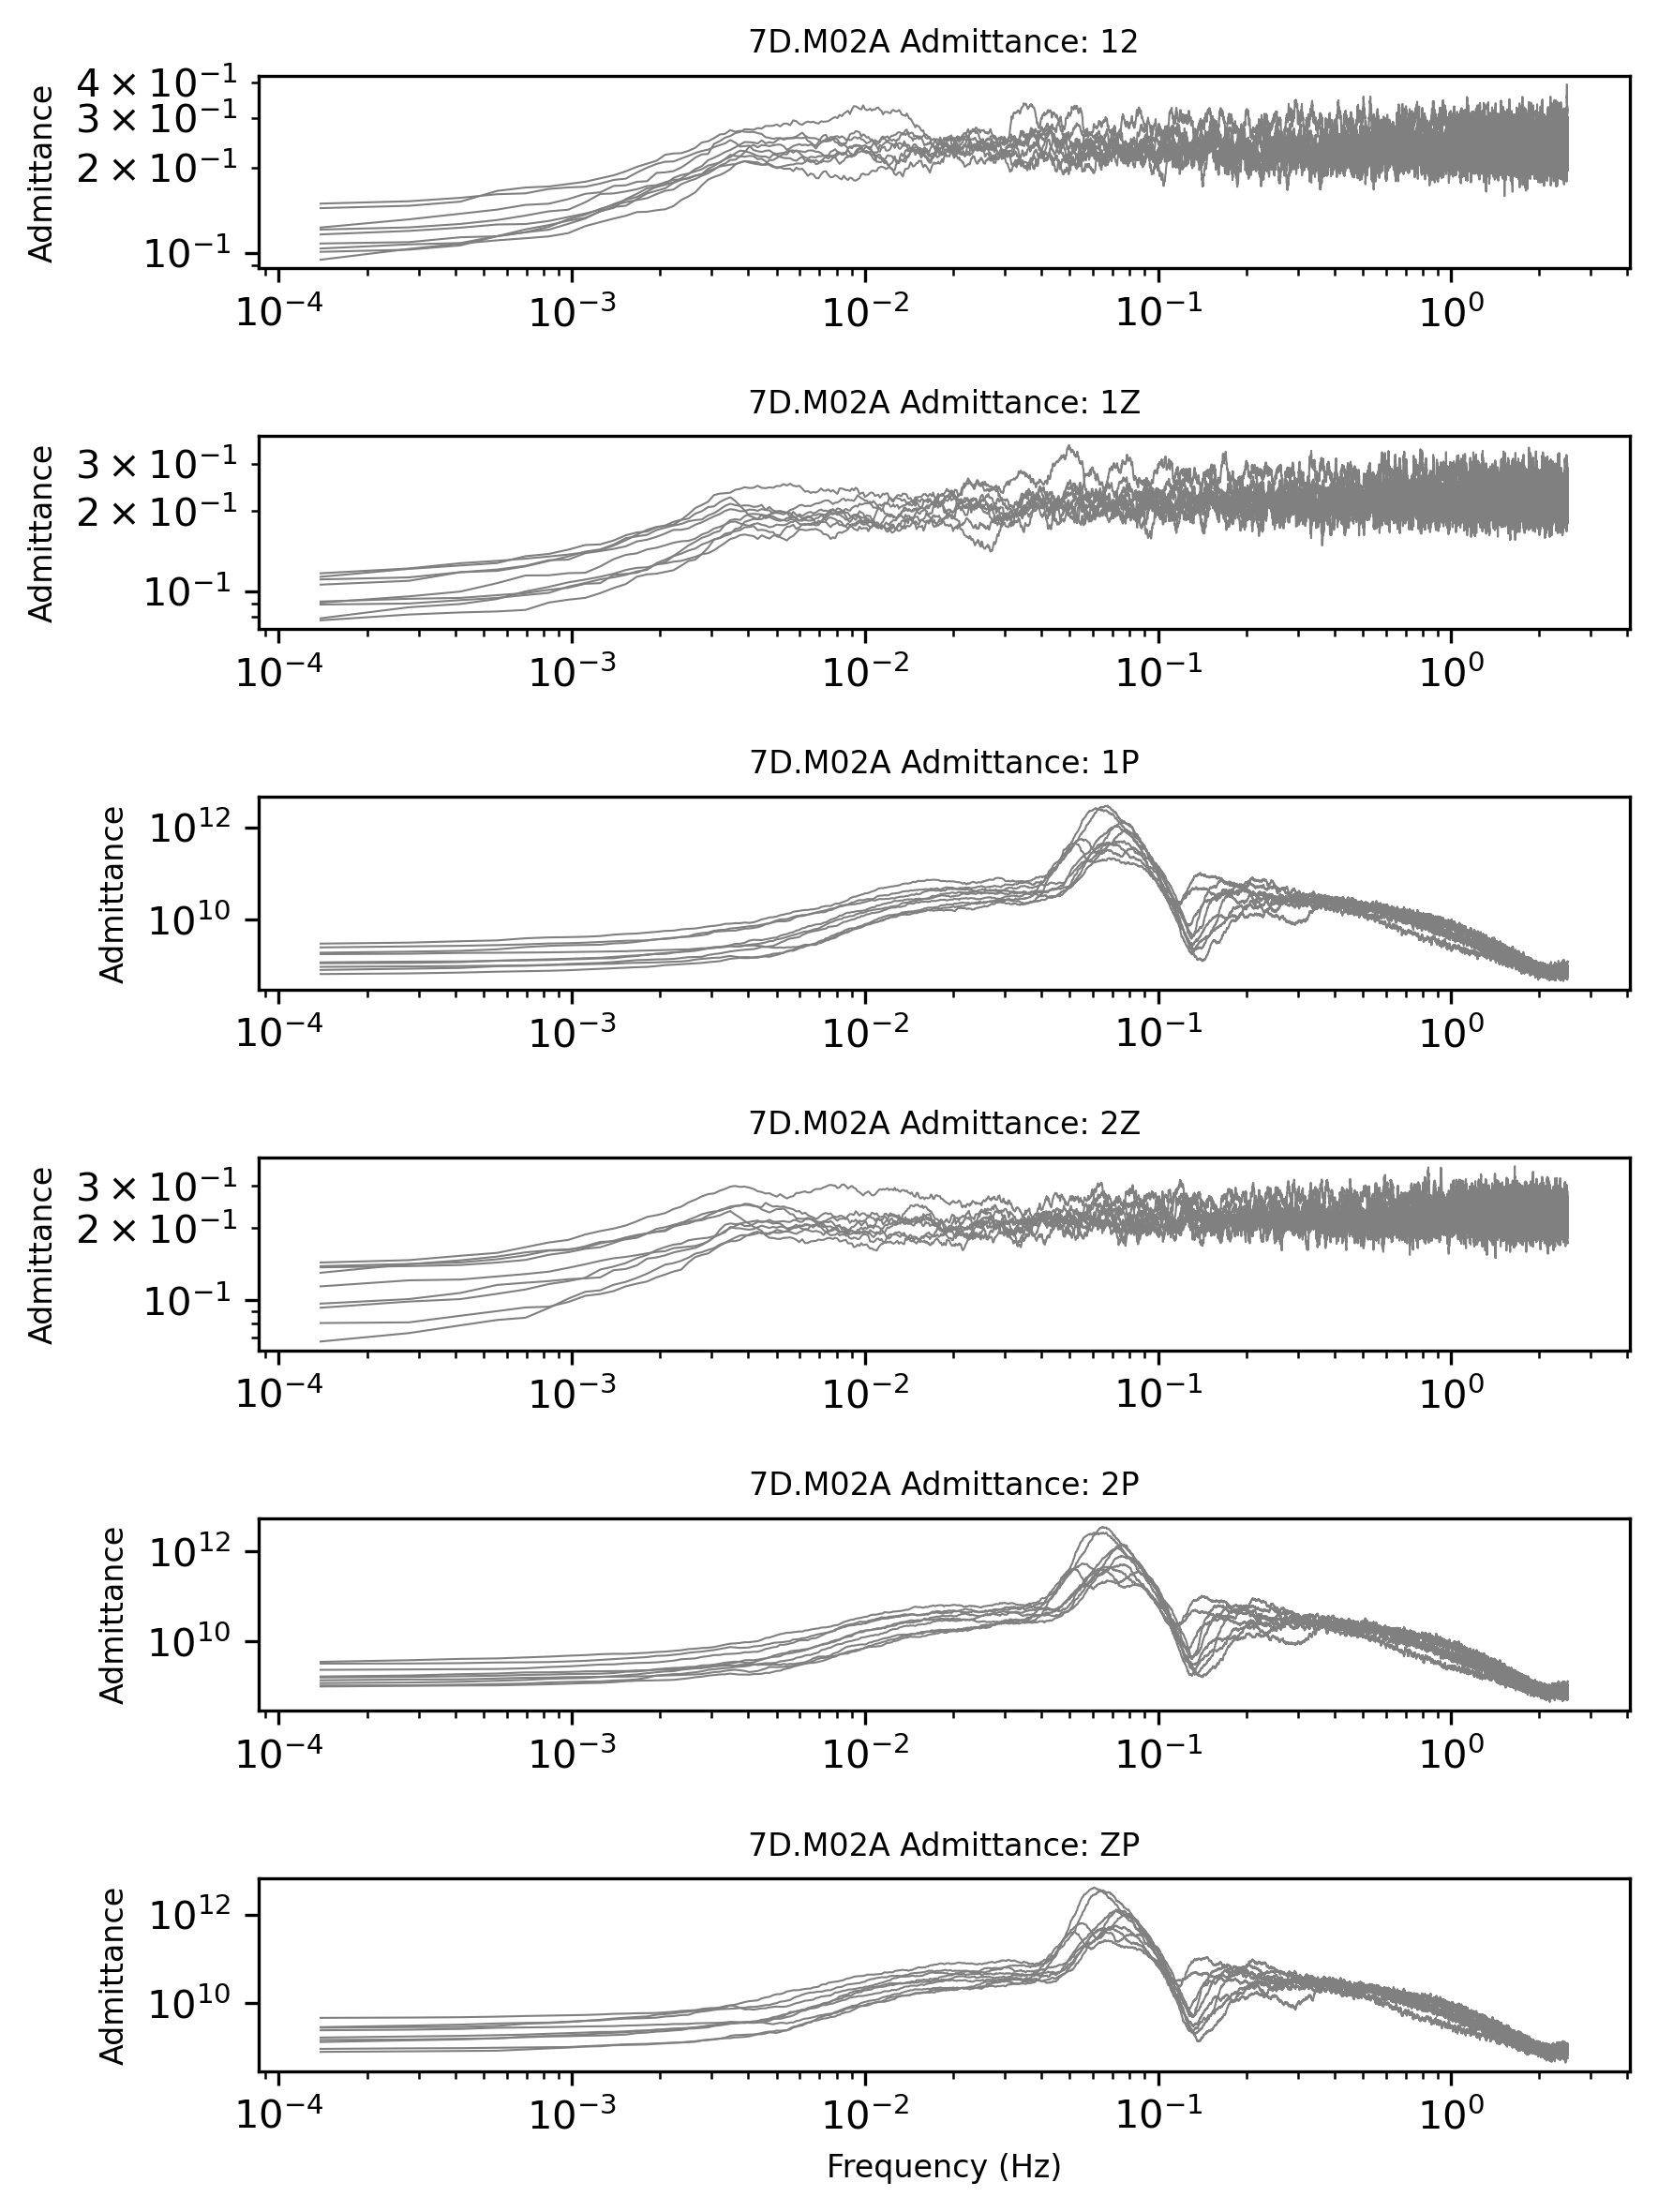 7D.M02A Admittance: 12
Admittance
4 × 10⁻¹
3 × 10⁻¹
2 × 10⁻¹
10⁻¹
10⁻⁴ 10⁻³ 10⁻² 10⁻¹ 10⁰
7D.M02A Admittance: 1Z
Admittance
3 × 10⁻¹
2 × 10⁻¹
10⁻¹
10⁻⁴ 10⁻³ 10⁻² 10⁻¹ 10⁰
7D.M02A Admittance: 1P
Admittance
10¹²
10¹⁰
10⁻⁴ 10⁻³ 10⁻² 10⁻¹ 10⁰
7D.M02A Admittance: 2Z
Admittance
3 × 10⁻¹
2 × 10⁻¹
10⁻¹
10⁻⁴ 10⁻³ 10⁻² 10⁻¹ 10⁰
7D.M02A Admittance: 2P
Admittance
10¹²
10¹⁰
10⁻⁴ 10⁻³ 10⁻² 10⁻¹ 10⁰
7D.M02A Admittance: ZP
Admittance
10¹²
10¹⁰
10⁻⁴ 10⁻³ 10⁻² 10⁻¹ 10⁰
Frequency (Hz)